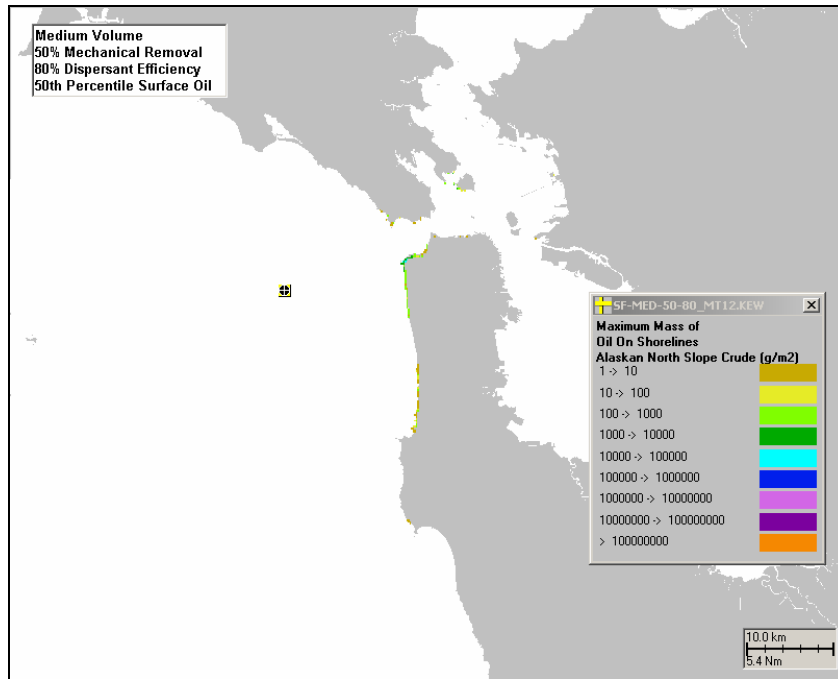 Medium Volume
50% Mechanical Removal
80% Dispersant Efficiency
50th Percentile Surface Oil
SF-MED-50-80_MT12.KEW
Maximum Mass of
Oil On Shorelines
Alaskan North Slope Crude (g/m2)
1 -> 10
10 -> 100
100 -> 1000
1000 -> 10000
10000 -> 100000
100000 -> 1000000
1000000 -> 10000000
10000000 -> 100000000
> 100000000
10.0 km
5.4 Nm